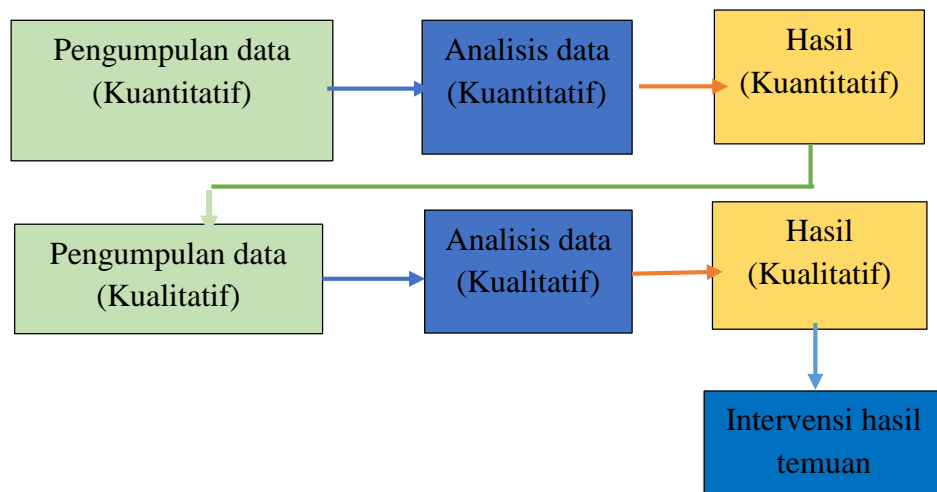 Pengumpulan data
(Kuantitatif)
Analisis data
(Kuantitatif)
Hasil
(Kuantitatif)
Pengumpulan data
(Kualitatif)
Analisis data
(Kualitatif)
Hasil
(Kualitatif)
Intervensi hasil
temuan